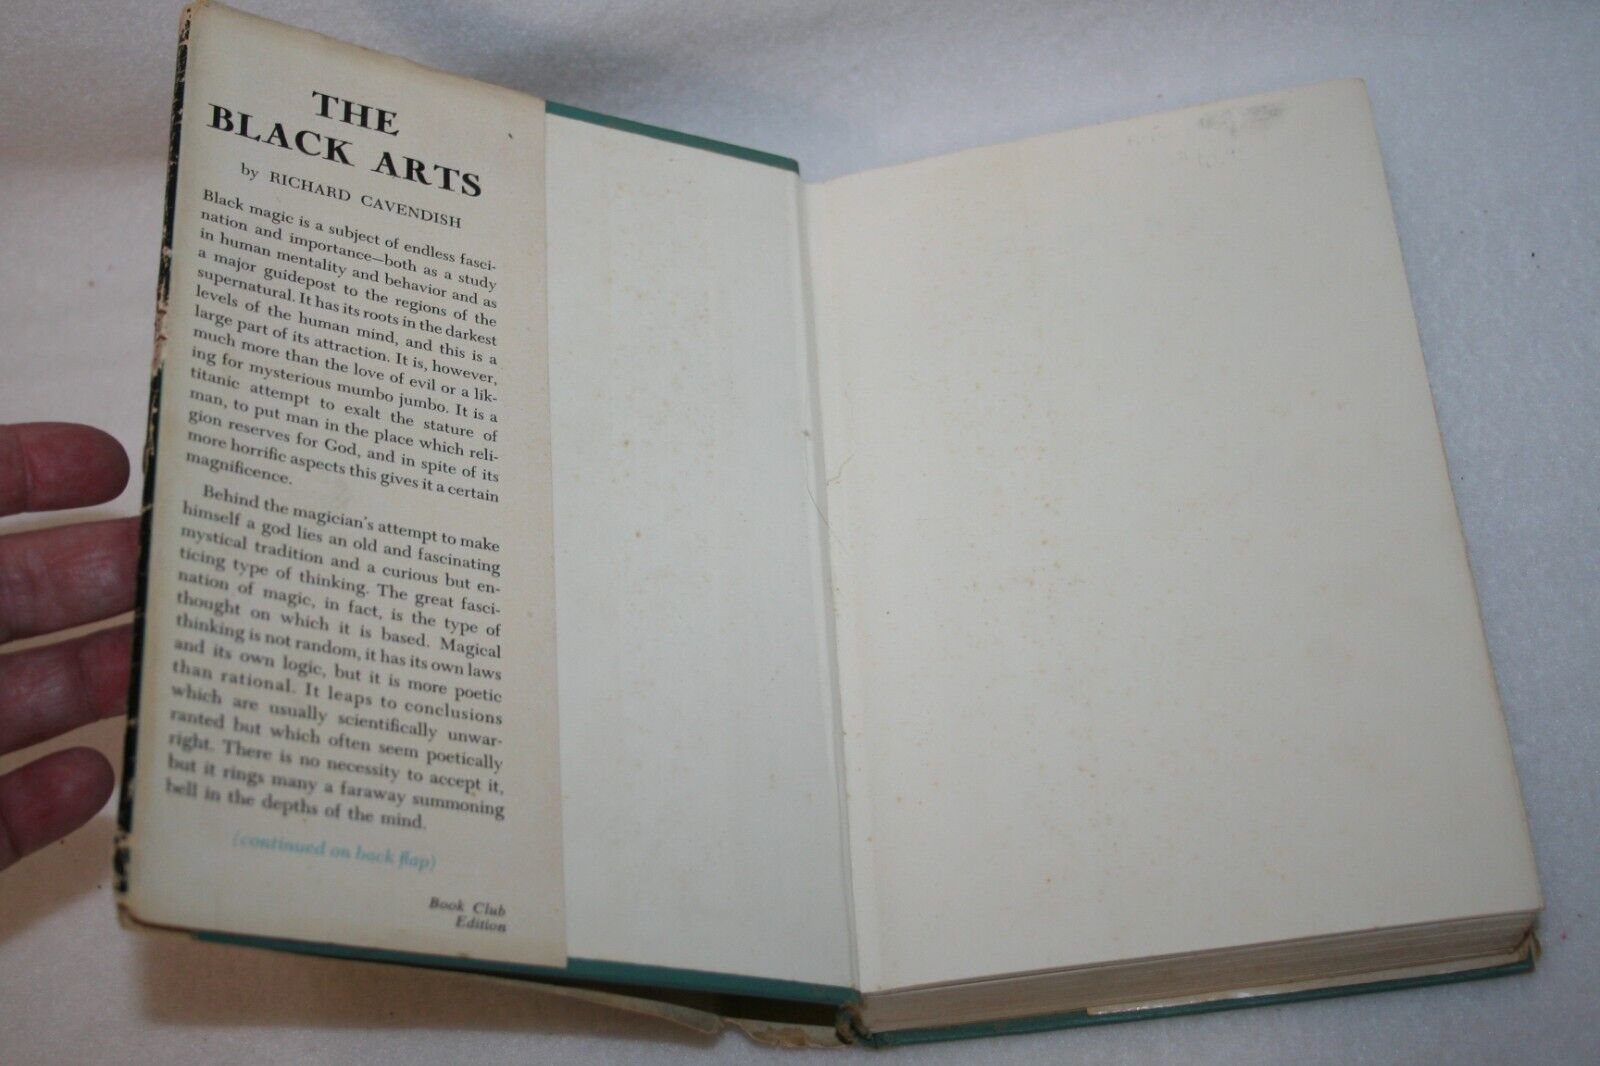 THE
BLACK ARTS
by RICHARD CAVENDISH
Black magic is a subject of endless fasci-
nation and importance—both as a study
in human mentality and behavior and as
a major guidepost to the regions of the
supernatural. It has its roots in the darkest
levels of the human mind, and this is a
large part of its attraction. It is, however,
much more than the love of evil or a lik-
ing for mysterious mumbo jumbo. It is a
titanic attempt to exalt the stature of
man, to put man in the place which reli-
gion reserves for God, and in spite of its
more horrific aspects this gives it a certain
magnificence.
Behind the magician's attempt to make
himself a god lies an old and fascinating
mystical tradition and a curious but en-
ticing type of thinking. The great fasci-
nation of magic, in fact, is the type of
thought on which it is based. Magical
thinking is not random, it has its own laws
and its own logic, but it is more poetic
than rational. It leaps to conclusions
which are usually scientifically unwar-
ranted but which often seem poetically
right. There is no necessity to accept it,
but it rings many a faraway summoning
bell in the depths of the mind.
(continued on back flap)
Book Club
Edition